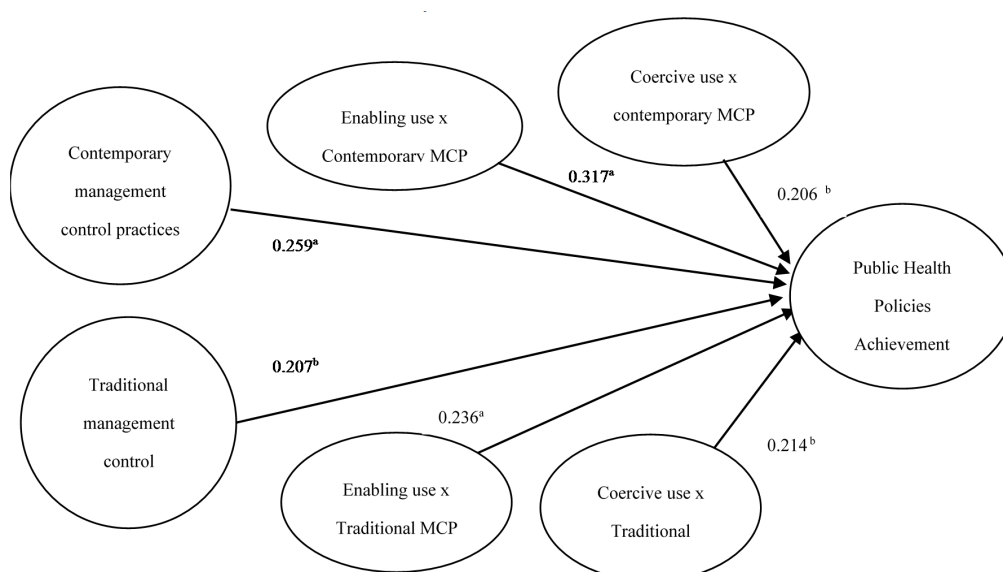 Contemporary
management
control practices
Enabling use x
Contemporary MCP
Coercive use x
contemporary MCP
0.317ᵃ
0.206 ᵇ
0.259ᵃ
Public Health
Policies
Achievement
Traditional
management
control
0.207ᵇ
0.236ᵃ
0.214 ᵇ
Enabling use x
Traditional MCP
Coercive use x
Traditional